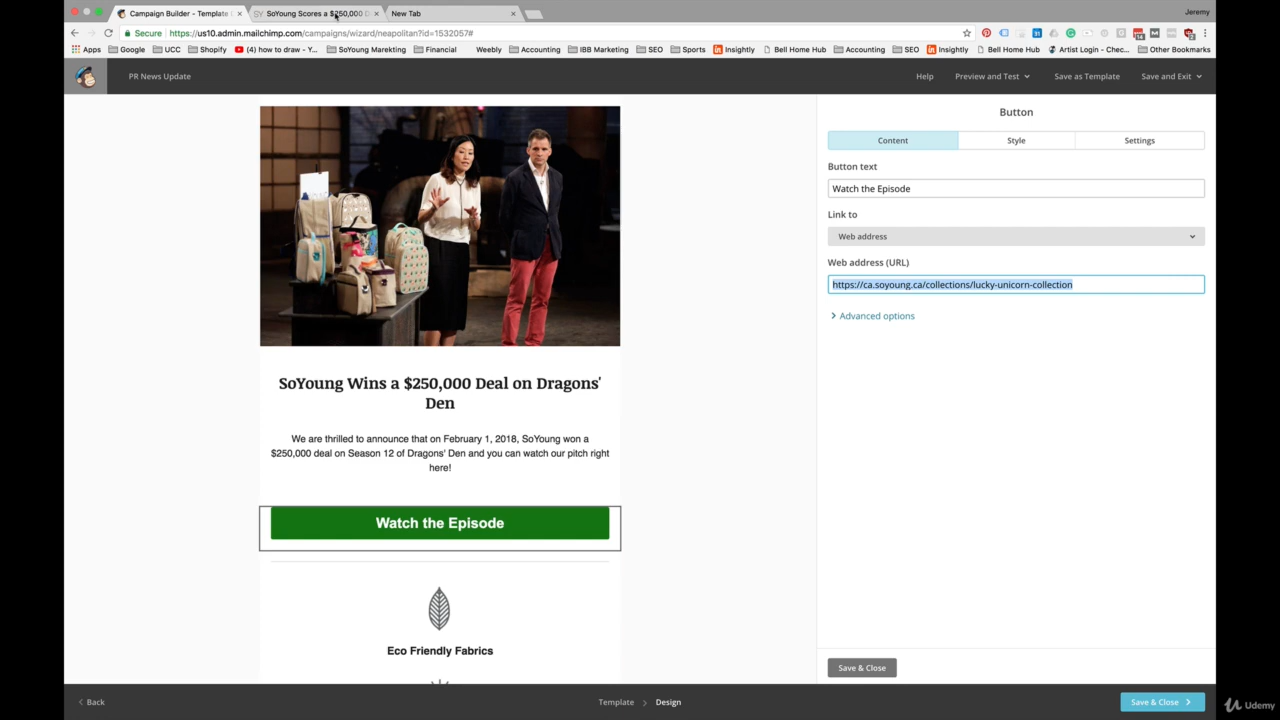 Campaign Builder - Template
SY SoYoung Scores a $250,000 D
New Tab
Jeremy
Secure https://us10.admin.mailchimp.com/campaigns/wizard/neapolitan?id=1532057#
Apps Google UCC Shopify (4) how to draw - Y... SoYoung Marekting Financial Weebly Accounting IBB Marketing SEO Sports Insightly Bell Home Hub Accounting SEO Insightly Bell Home Hub Artist Login - Chec... Other Bookmarks
PR News Update
Help Preview and Test Save as Template Save and Exit
SoYoung Wins a $250,000 Deal on Dragons'
Den
We are thrilled to announce that on February 1, 2018, SoYoung won a
$250,000 deal on Season 12 of Dragons' Den and you can watch our pitch right
here!
Watch the Episode
Eco Friendly Fabrics
Button
Content Style Settings
Button text
Watch the Episode
Link to
Web address
Web address (URL)
https://ca.soyoung.ca/collections/lucky-unicorn-collection
Advanced options
Save & Close
Back
Template > Design
Save & Close
Udemy